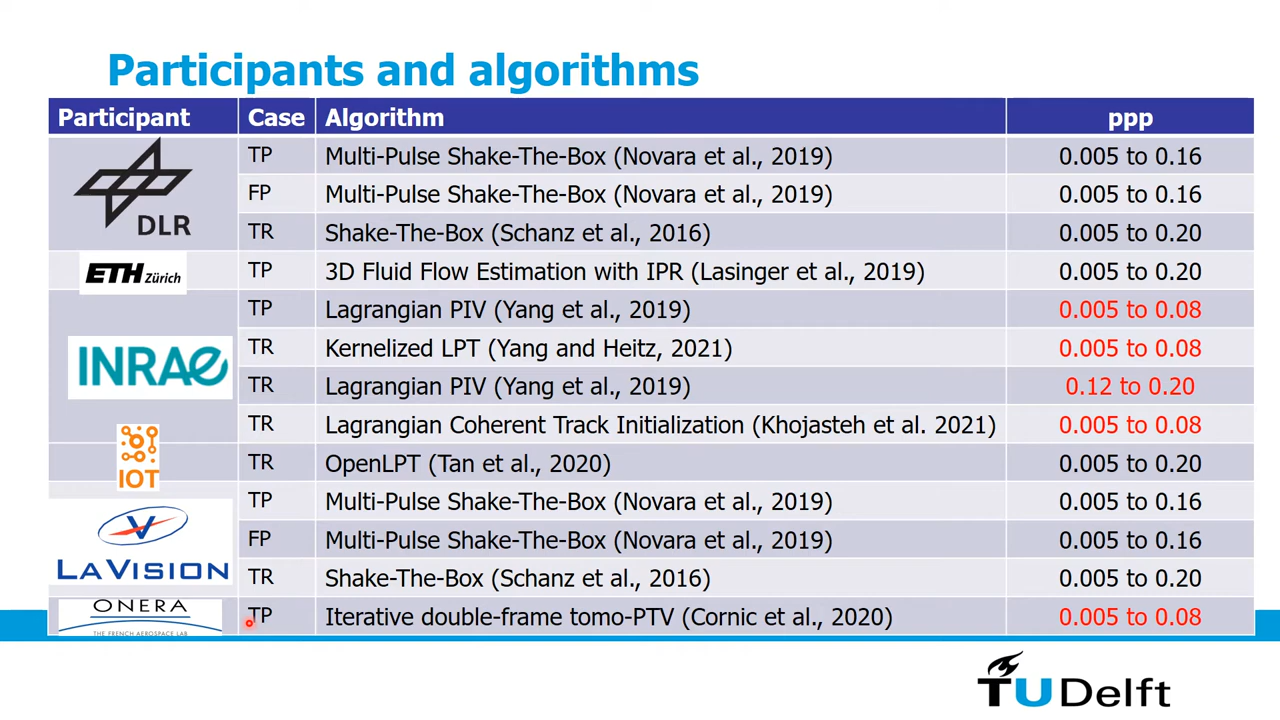 Participants and algorithms
Participant Case Algorithm ppp
DLR
TP Multi-Pulse Shake-The-Box (Novara et al., 2019) 0.005 to 0.16
FP Multi-Pulse Shake-The-Box (Novara et al., 2019) 0.005 to 0.16
TR Shake-The-Box (Schanz et al., 2016) 0.005 to 0.20
ETH Zürich TP 3D Fluid Flow Estimation with IPR (Lasinger et al., 2019) 0.005 to 0.20
INRAE
TP Lagrangian PIV (Yang et al., 2019) 0.005 to 0.08
TR Kernelized LPT (Yang and Heitz, 2021) 0.005 to 0.08
TR Lagrangian PIV (Yang et al., 2019) 0.12 to 0.20
TR Lagrangian Coherent Track Initialization (Khojasteh et al. 2021) 0.005 to 0.08
IOT TR OpenLPT (Tan et al., 2020) 0.005 to 0.20
LAVISION
TP Multi-Pulse Shake-The-Box (Novara et al., 2019) 0.005 to 0.16
FP Multi-Pulse Shake-The-Box (Novara et al., 2019) 0.005 to 0.16
TR Shake-The-Box (Schanz et al., 2016) 0.005 to 0.20
ONERA TP Iterative double-frame tomo-PTV (Cornic et al., 2020) 0.005 to 0.08
THE FRENCH AEROSPACE LAB
TU Delft